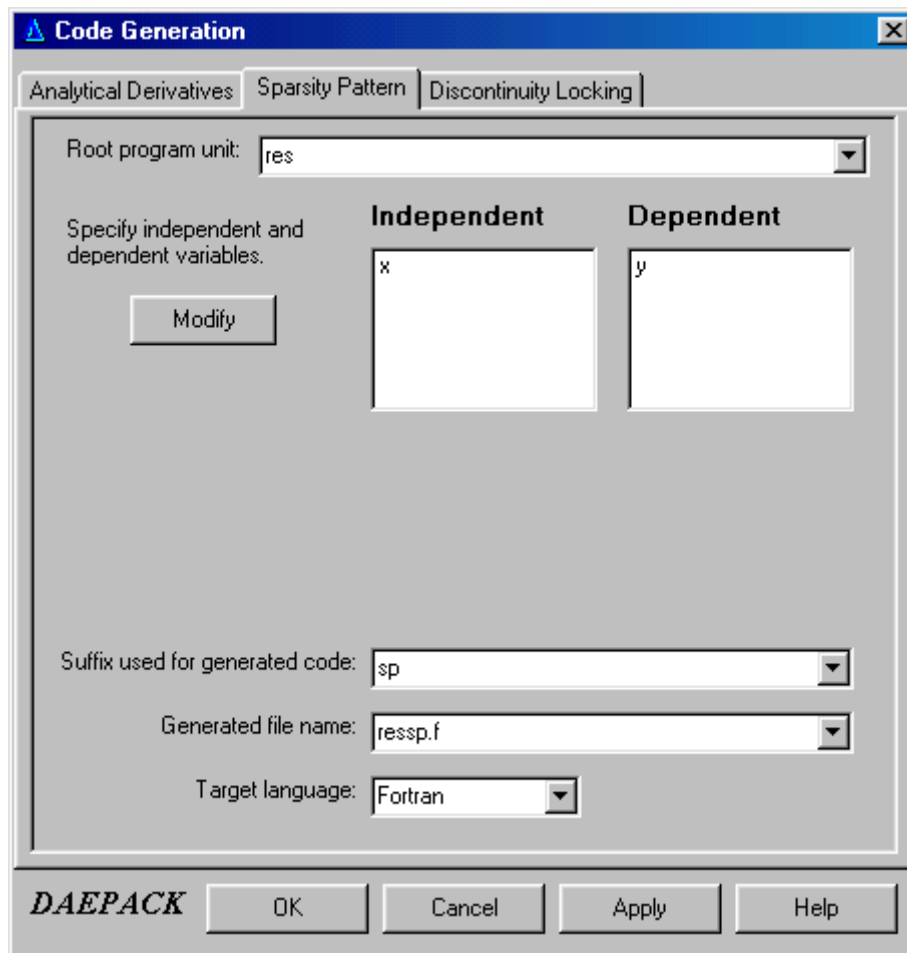 Code Generation
Analytical Derivatives Sparsity Pattern Discontinuity Locking
Root program unit: res
Independent Dependent
Specify independent and
dependent variables.
x y
Modify
Suffix used for generated code: sp
Generated file name: ressp.f
Target language: Fortran
DAEPACK OK Cancel Apply Help